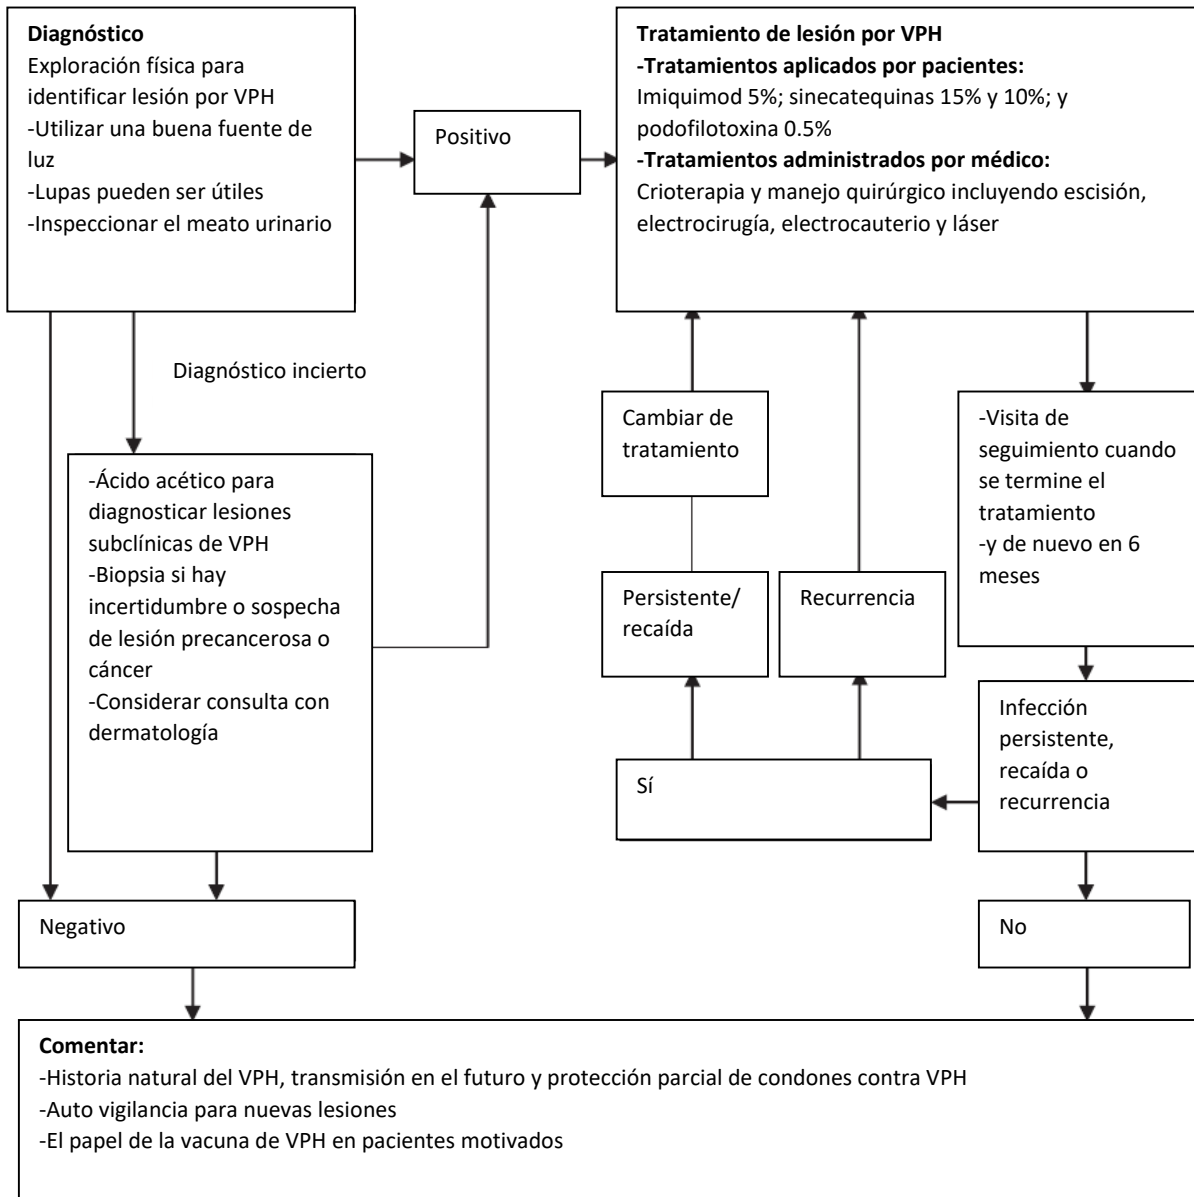 Diagnóstico
Exploración física para
identificar lesión por VPH
-Utilizar una buena fuente de
luz
-Lupas pueden ser útiles
-Inspeccionar el meato urinario
Positivo
Tratamiento de lesión por VPH
-Tratamientos aplicados por pacientes:
Imiquimod 5%; sinecatequinas 15% y 10%; y
podofilotoxina 0.5%
-Tratamientos administrados por médico:
Crioterapia y manejo quirúrgico incluyendo escisión,
electrocirugía, electrocauterio y láser
Diagnóstico incierto
-Ácido acético para
diagnosticar lesiones
subclínicas de VPH
-Biopsia si hay
incertidumbre o sospecha
de lesión precancerosa o
cáncer
-Considerar consulta con
dermatología
Cambiar de
tratamiento
Persistente/
recaída
Recurrencia
-Visita de
seguimiento cuando
se termine el
tratamiento
-y de nuevo en 6
meses
Infección
persistente,
recaída o
recurrencia
Sí
Negativo
No
Comentar:
-Historia natural del VPH, transmisión en el futuro y protección parcial de condones contra VPH
-Auto vigilancia para nuevas lesiones
-El papel de la vacuna de VPH en pacientes motivados